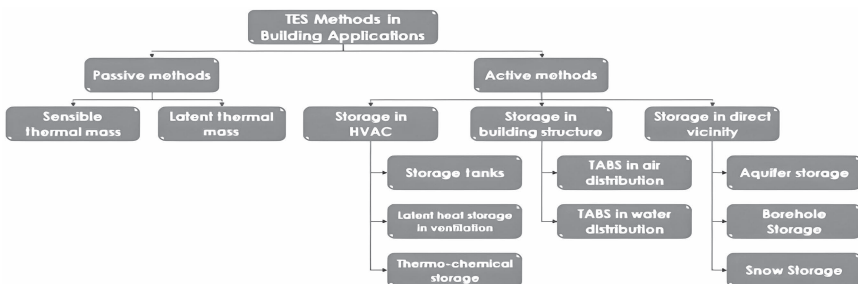 TES Methods in
Building Applications
Passive methods
Active methods
Sensible
thermal mass
Latent thermal
mass
Storage in
HVAC
Storage in
building structure
Storage in direct
vicinity
Storage tanks
TABS in air
distribution
Aquifer storage
Latent heat storage
in ventilation
TABS in water
distribution
Borehole
Storage
Thermo-chemical
storage
Snow Storage